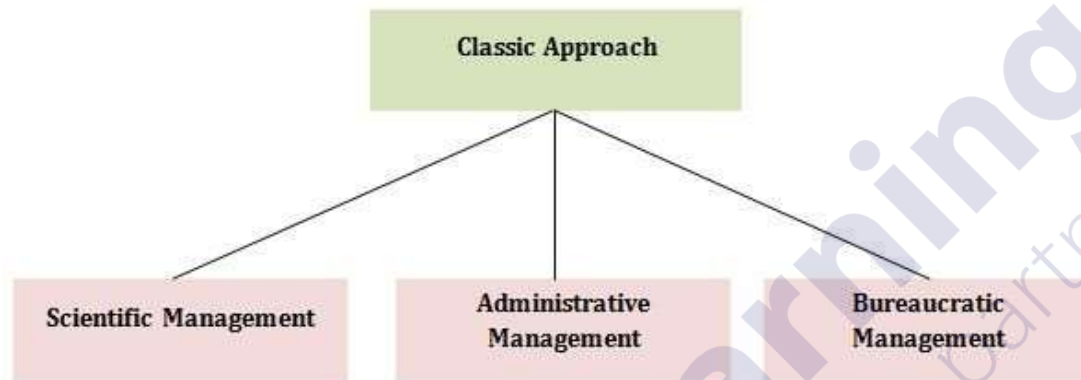 Classic Approach
Scientific Management
Administrative
Management
Bureaucratic
Management